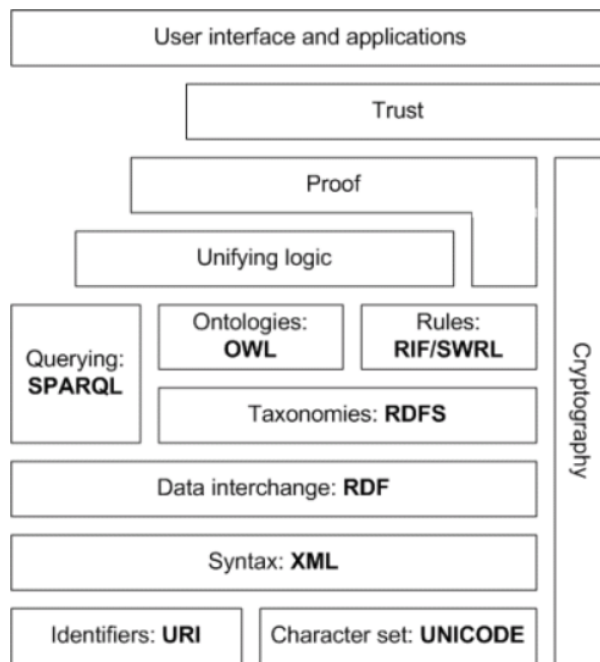 User interface and applications
Trust
Proof
Unifying logic
Querying:
SPARQL
Ontologies:
OWL
Rules:
RIF/SWRL
Taxonomies: RDFS
Cryptography
Data interchange: RDF
Syntax: XML
Identifiers: URI
Character set: UNICODE